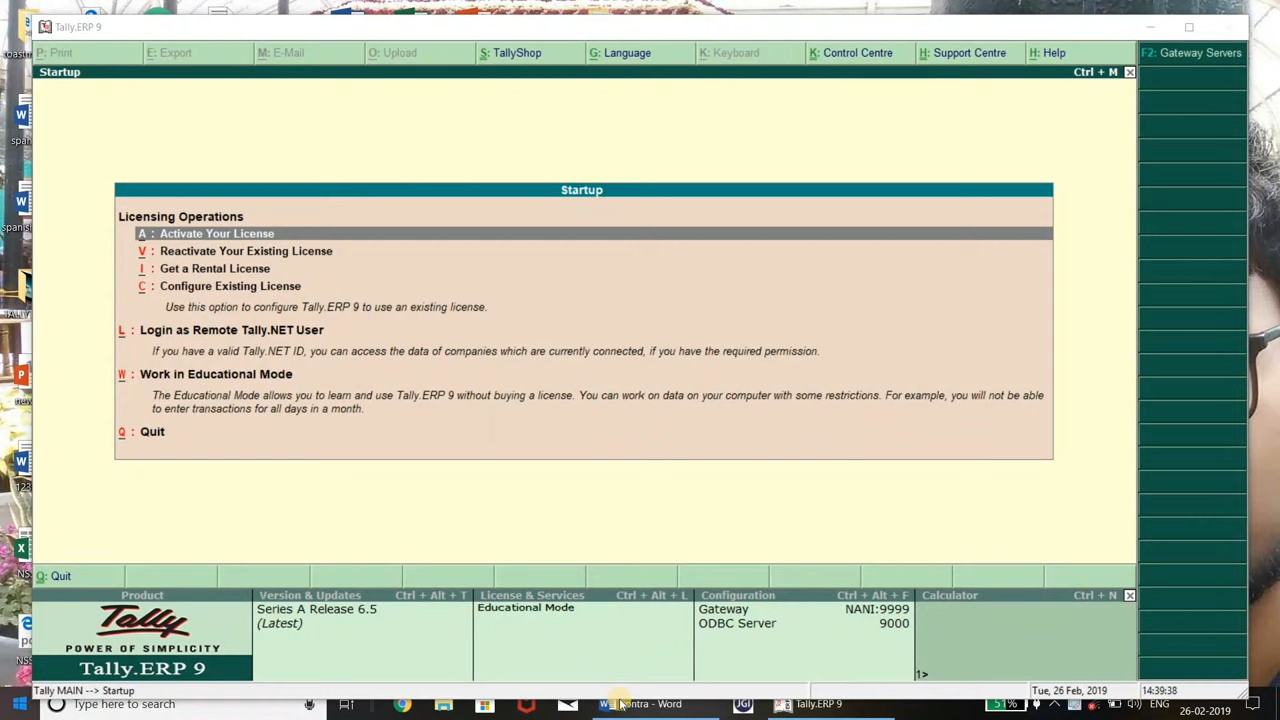 Tally.ERP 9
P: Print
E: Export
M: E-Mail
O: Upload
S: TallyShop
G: Language
K: Keyboard
K: Control Centre
H: Support Centre
H: Help
F2: Gateway Servers
Startup
Ctrl + M
Startup
Licensing Operations
A : Activate Your License
V : Reactivate Your Existing License
I : Get a Rental License
C : Configure Existing License
Use this option to configure Tally.ERP 9 to use an existing license.
L : Login as Remote Tally.NET User
If you have a valid Tally.NET ID, you can access the data of companies which are currently connected, if you have the required permission.
W : Work in Educational Mode
The Educational Mode allows you to learn and use Tally.ERP 9 without buying a license. You can work on data on your computer with some restrictions. For example, you will not be able
to enter transactions for all days in a month.
Q : Quit
Q: Quit
Product
Version & Updates Ctrl + Alt + T
License & Services Ctrl + Alt + L
Configuration Ctrl + Alt + F
Calculator Ctrl + N
Tally
POWER OF SIMPLICITY
Tally.ERP 9
Series A Release 6.5
(Latest)
Educational Mode
Gateway NANI:9999
ODBC Server 9000
1>
Tally MAIN --> Startup
Tue, 26 Feb, 2019
14:39:38
Type here to search
Word
Tally.ERP 9
51%
ENG
26-02-2019